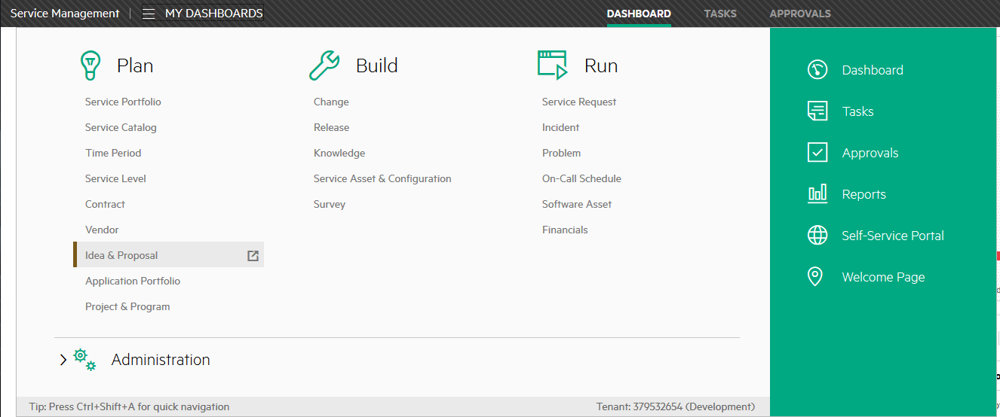 Service Management
MY DASHBOARDS
DASHBOARD
TASKS
APPROVALS
Plan
Service Portfolio
Service Catalog
Time Period
Service Level
Contract
Vendor
Idea & Proposal
Application Portfolio
Project & Program
Build
Change
Release
Knowledge
Service Asset & Configuration
Survey
Run
Service Request
Incident
Problem
On-Call Schedule
Software Asset
Financials
Administration
Dashboard
Tasks
Approvals
Reports
Self-Service Portal
Welcome Page
Tip: Press Ctrl+Shift+A for quick navigation
Tenant: 379532654 (Development)